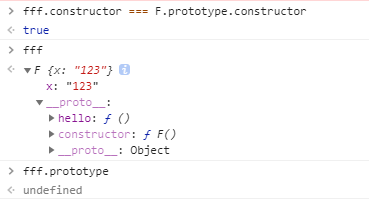 > fff.constructor === F.prototype.constructor
true
> fff
▼ F {x: "123"} i
x: "123"
▼ __proto__:
▶ hello: ƒ ()
▶ constructor: ƒ F()
▶ __proto__: Object
> fff.prototype
undefined